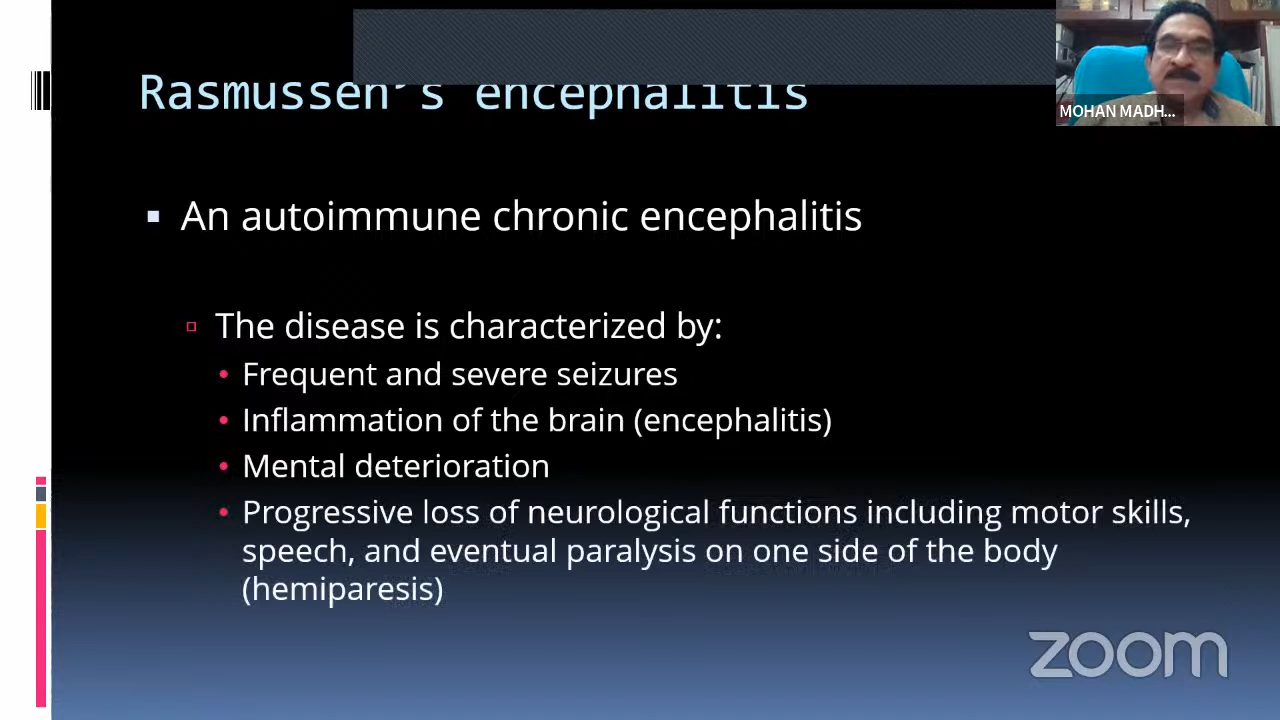 Rasmussen's encephalitis
MOHAN MADH...
An autoimmune chronic encephalitis
The disease is characterized by:
Frequent and severe seizures
Inflammation of the brain (encephalitis)
Mental deterioration
Progressive loss of neurological functions including motor skills,
speech, and eventual paralysis on one side of the body
(hemiparesis)
zoom